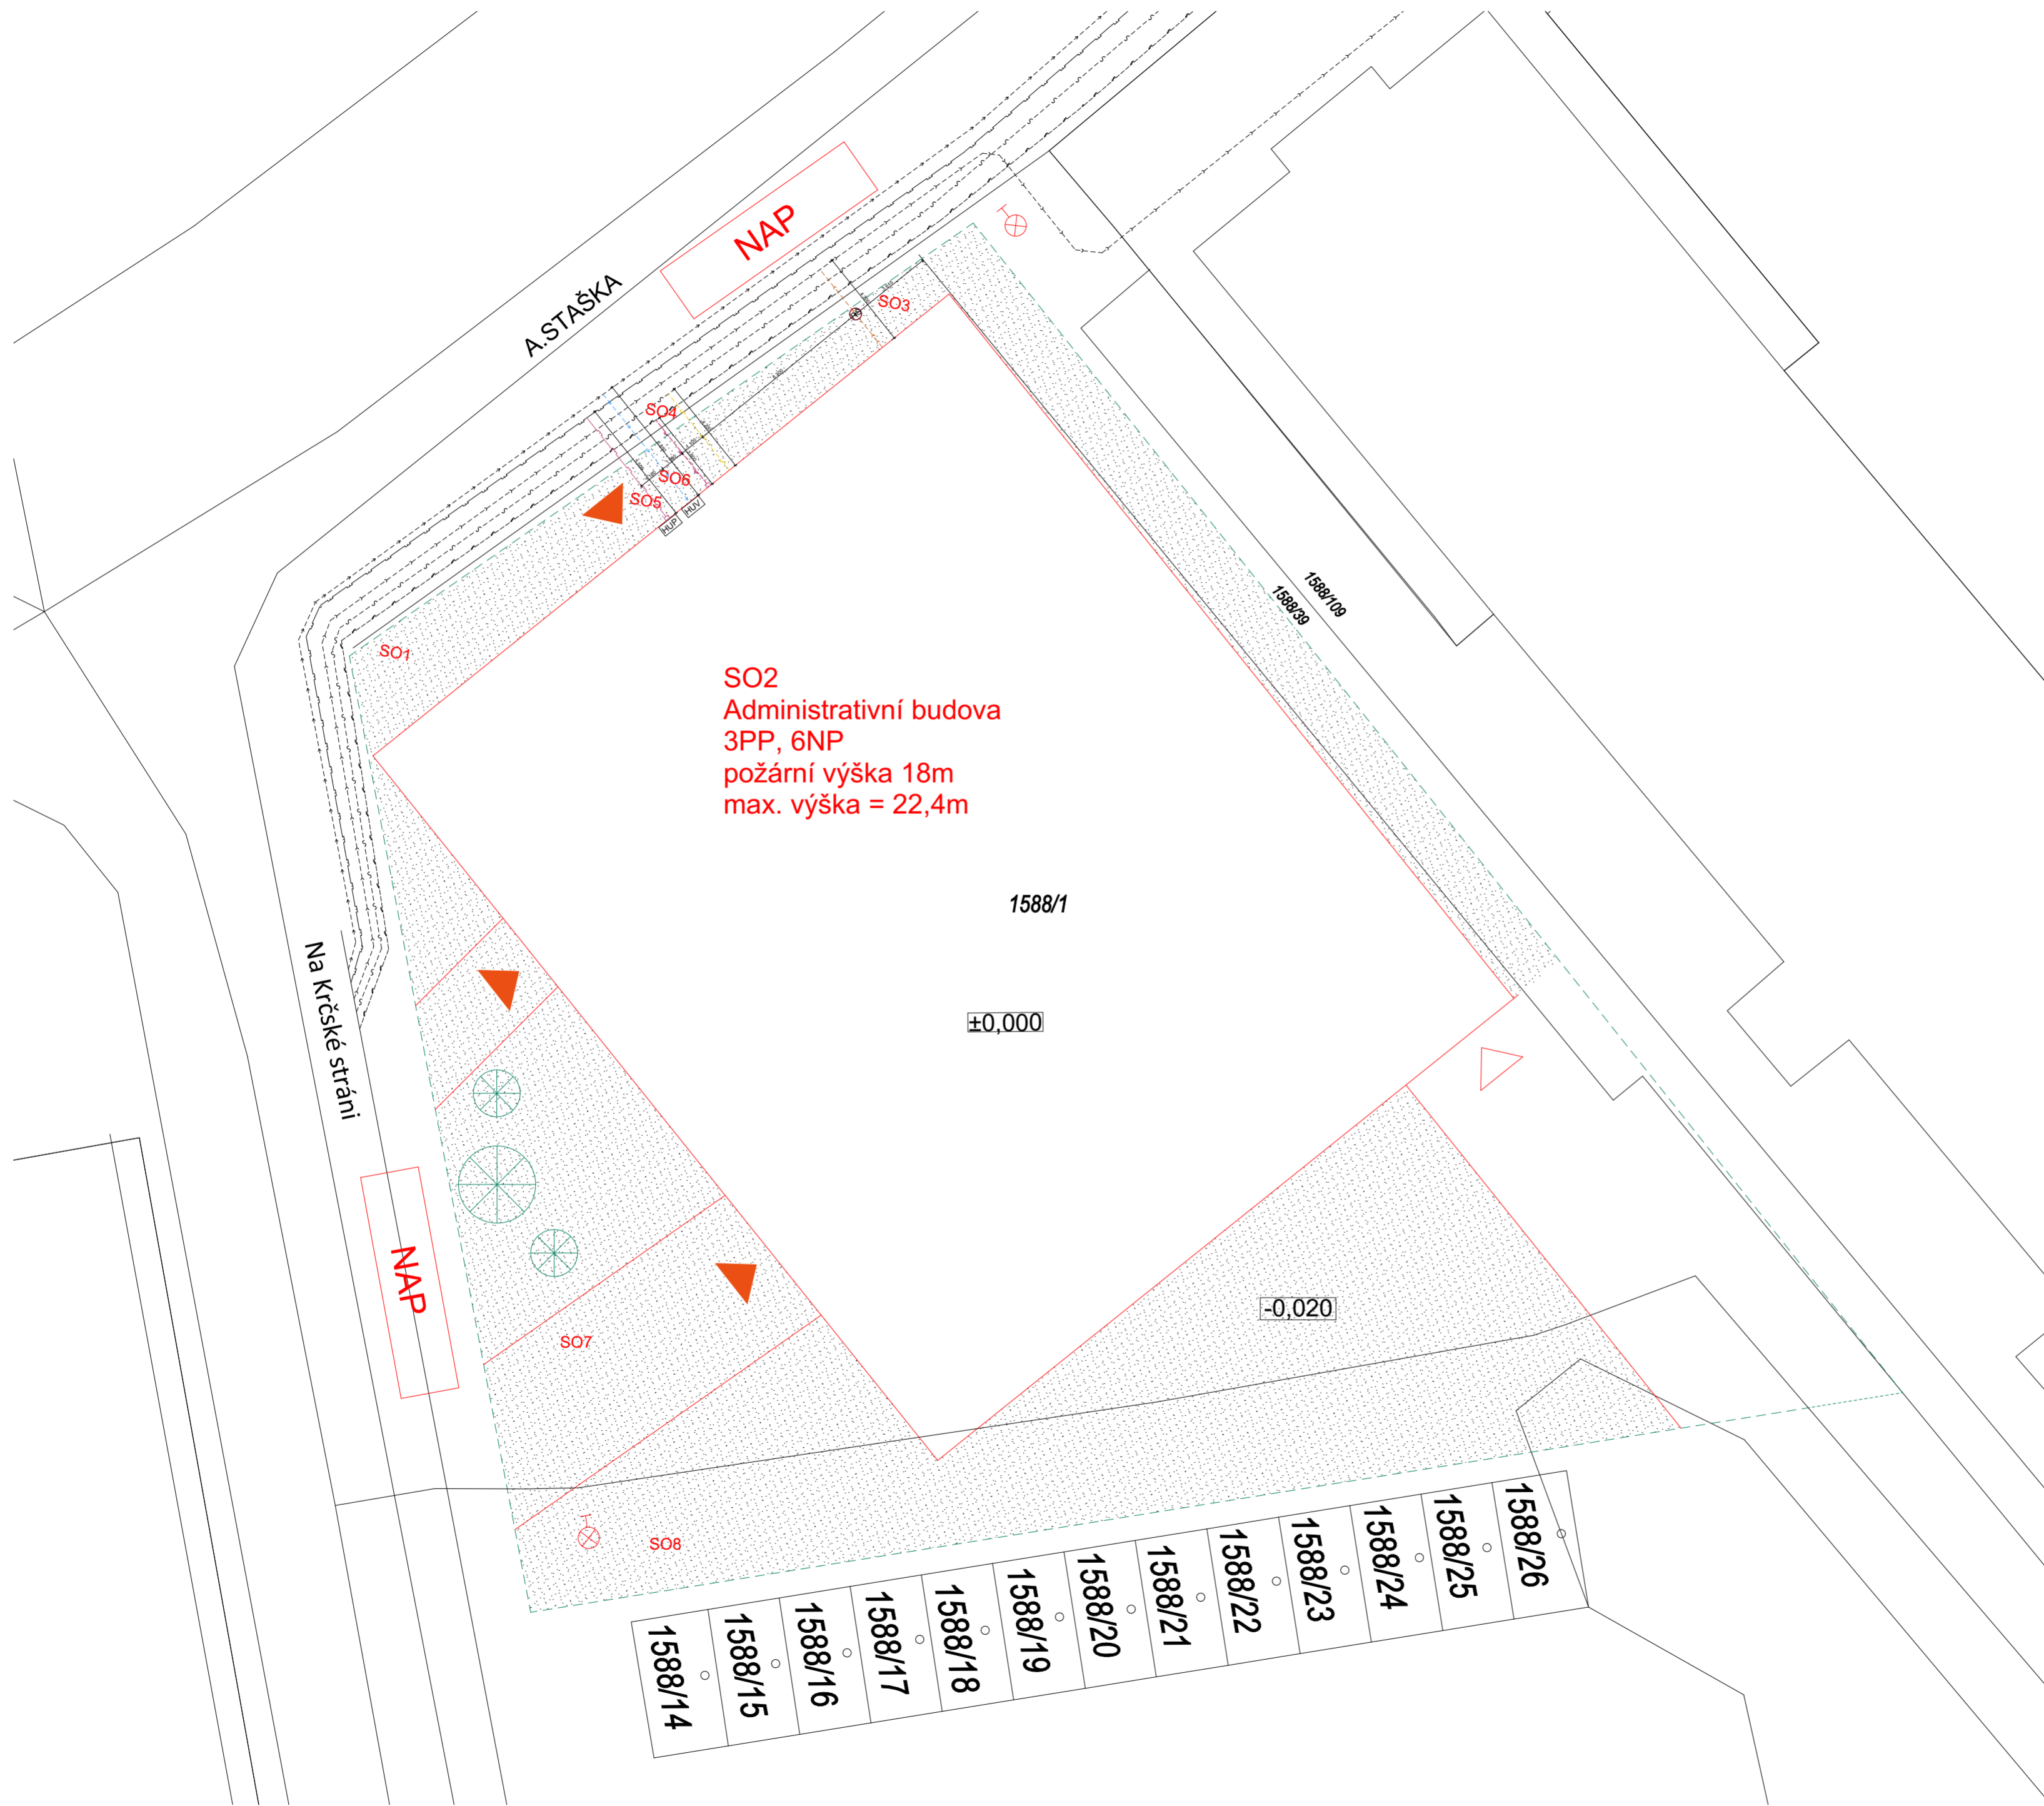 NAP
A.STAŠKA
SO3
SO4
SO6
SO5
HUP
HUV
SO1
1588/109
1588/39
SO2
Administrativní budova
3PP, 6NP
požární výška 18m
max. výška = 22,4m
1588/1
±0,000
Na Krčské stráni
NAP
-0,020
SO7
SO8
1588/14
1588/15
1588/16
1588/17
1588/18
1588/19
1588/20
1588/21
1588/22
1588/23
1588/24
1588/25
1588/26